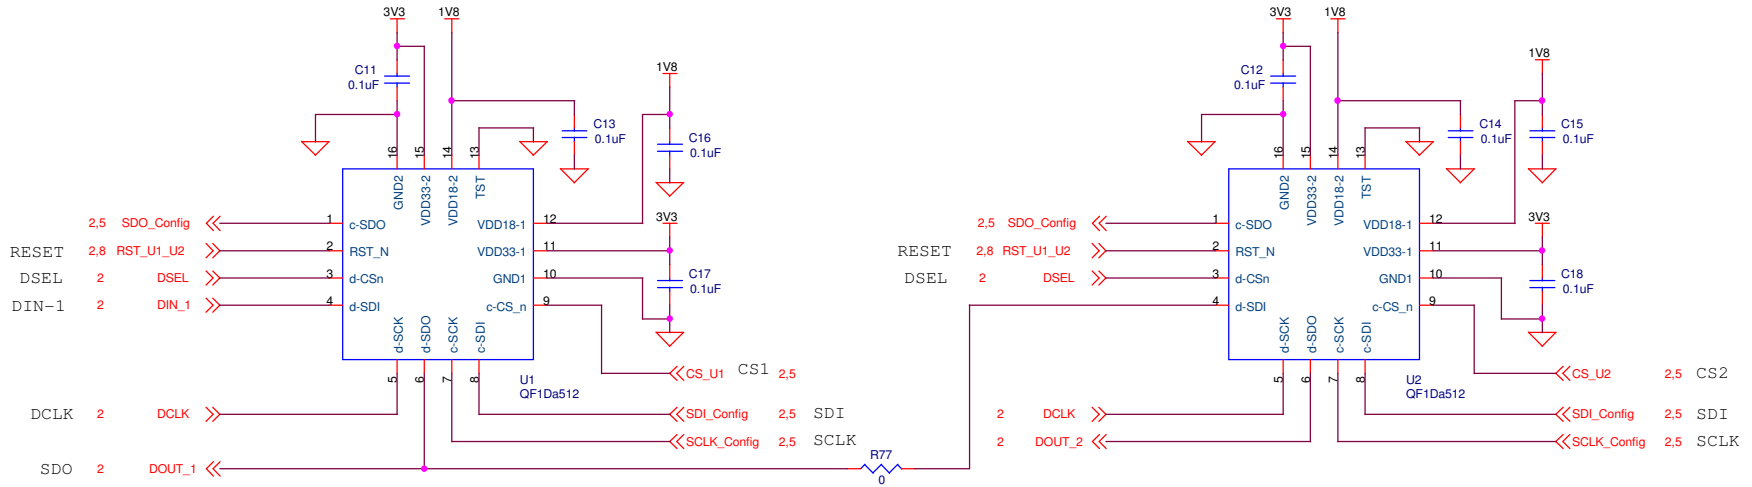 3V3
1V8
C11
0.1uF
1V8
C13
0.1uF
C16
0.1uF
16
15
14
13
GND2
VDD33-2
VDD18-2
TST
2,5 SDO_Config
1
c-SDO
VDD18-1
12
3V3
RESET 2,8 RST_U1_U2
2
RST_N
VDD33-1
11
DSEL 2 DSEL
3
d-CSn
GND1
10
C17
0.1uF
DIN-1 2 DIN_1
4
d-SDI
c-CS_n
9
d-SCK
d-SDO
c-SCK
c-SDI
5
6
7
8
U1
QF1Da512
CS_U1 CS1 2,5
DCLK 2 DCLK
SDI_Config 2,5 SDI
SCLK_Config 2,5 SCLK
SDO 2 DOUT_1
R77
0
3V3
1V8
C12
0.1uF
1V8
C14
0.1uF
C15
0.1uF
16
15
14
13
GND2
VDD33-2
VDD18-2
TST
2,5 SDO_Config
1
c-SDO
VDD18-1
12
3V3
RESET 2,8 RST_U1_U2
2
RST_N
VDD33-1
11
DSEL 2 DSEL
3
d-CSn
GND1
10
C18
0.1uF
4
d-SDI
c-CS_n
9
d-SCK
d-SDO
c-SCK
c-SDI
5
6
7
8
U2
QF1Da512
CS_U2 2,5 CS2
2 DCLK
SDI_Config 2,5 SDI
2 DOUT_2
SCLK_Config 2,5 SCLK